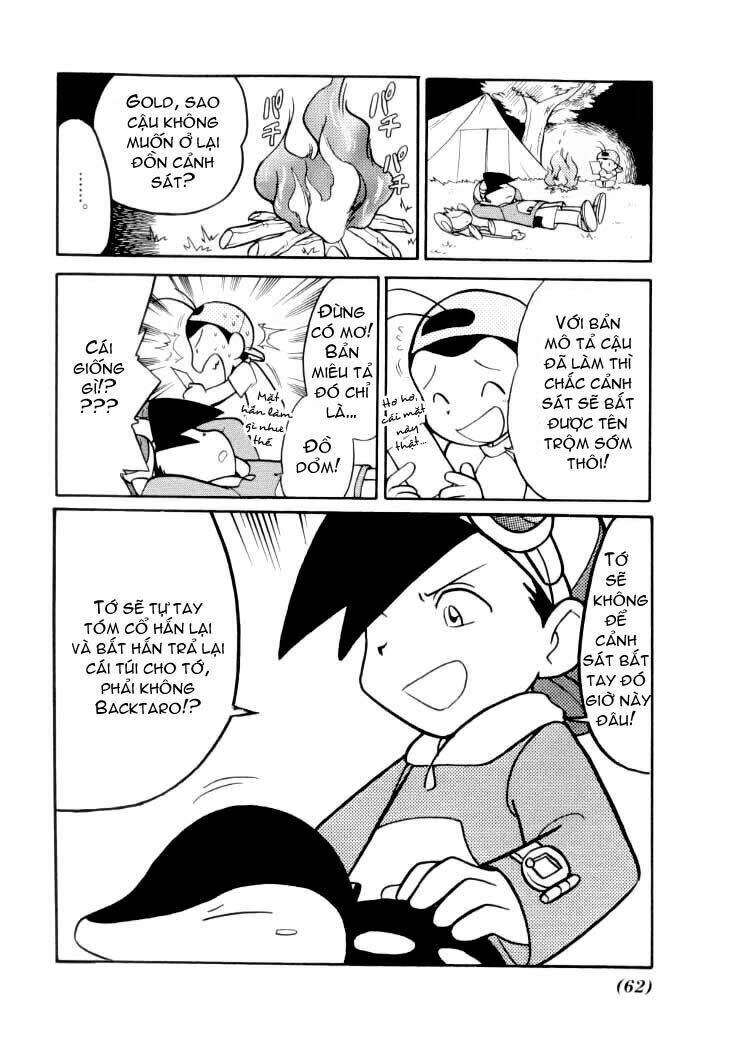 パチ
パチ
パチ
GOLD, SAO
CẬU KHÔNG
MUỐN Ở LẠI
ĐỒN CẢNH
SÁT?
......
VỚI BẢN
MÔ TẢ CẬU
ĐÃ LÀM THÌ
CHẮC CẢNH
SÁT SẼ BẮT
ĐƯỢC TÊN
TRỘM SỚM
THÔI!
Hơ hơ,
cái mặt
này
thật...
ĐỪNG
CÓ MƠ!
BẢN
MIÊU TẢ
ĐÓ CHỈ
LÀ...
ĐỒ
DỎM!
Mặt
hắn làm
gì như
thế
CÁI
GIỐNG
GÌ!?
???
TỚ
SẼ
KHÔNG
ĐỂ
CẢNH
SÁT BẮT
TAY ĐÓ
GIỜ NÀY
ĐÂU!
TỚ SẼ TỰ TAY
TÓM CỔ HẮN LẠI
VÀ BẮT HẮN TRẢ LẠI
CÁI TÚI CHO TỚ,
PHẢI KHÔNG
BACKTARO!?
(62)